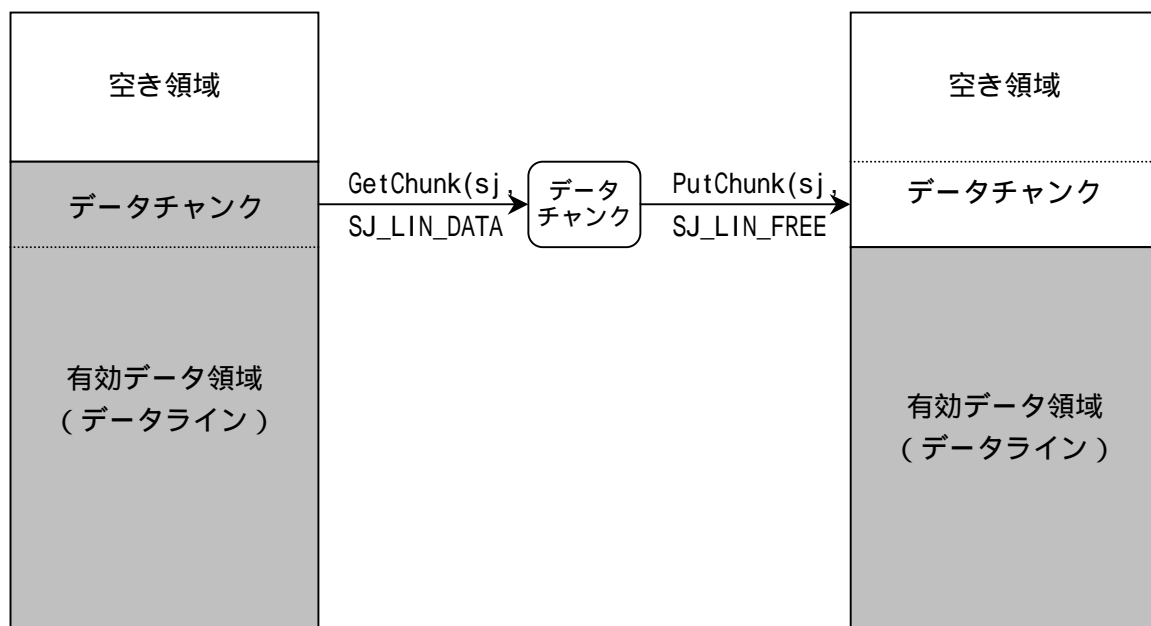 空き領域
データチャンク
有効データ領域
(データライン)
GetChunk(sj,
SJ_LIN_DATA
データ
チャンク
PutChunk(sj,
SJ_LIN_FREE
空き領域
データチャンク
有効データ領域
(データライン)